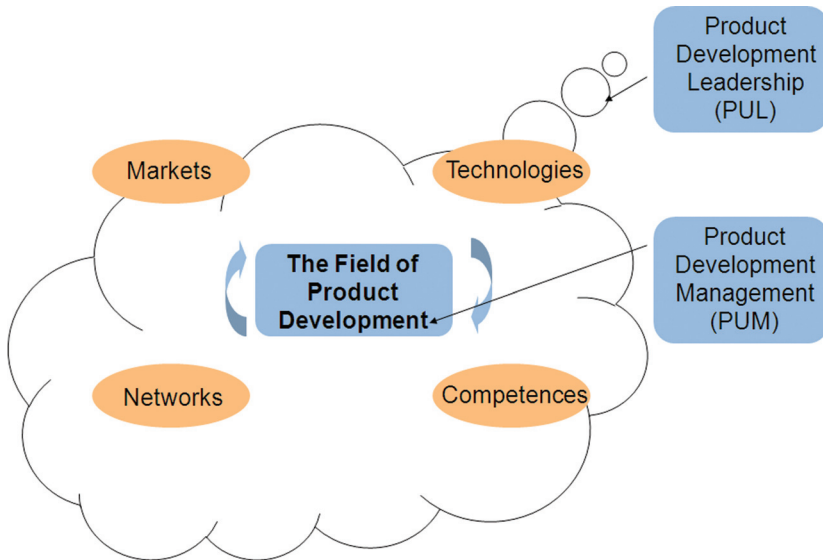 Product
Development
Leadership
(PUL)
Markets
Technologies
The Field of
Product
Development
Product
Development
Management
(PUM)
Networks
Competences